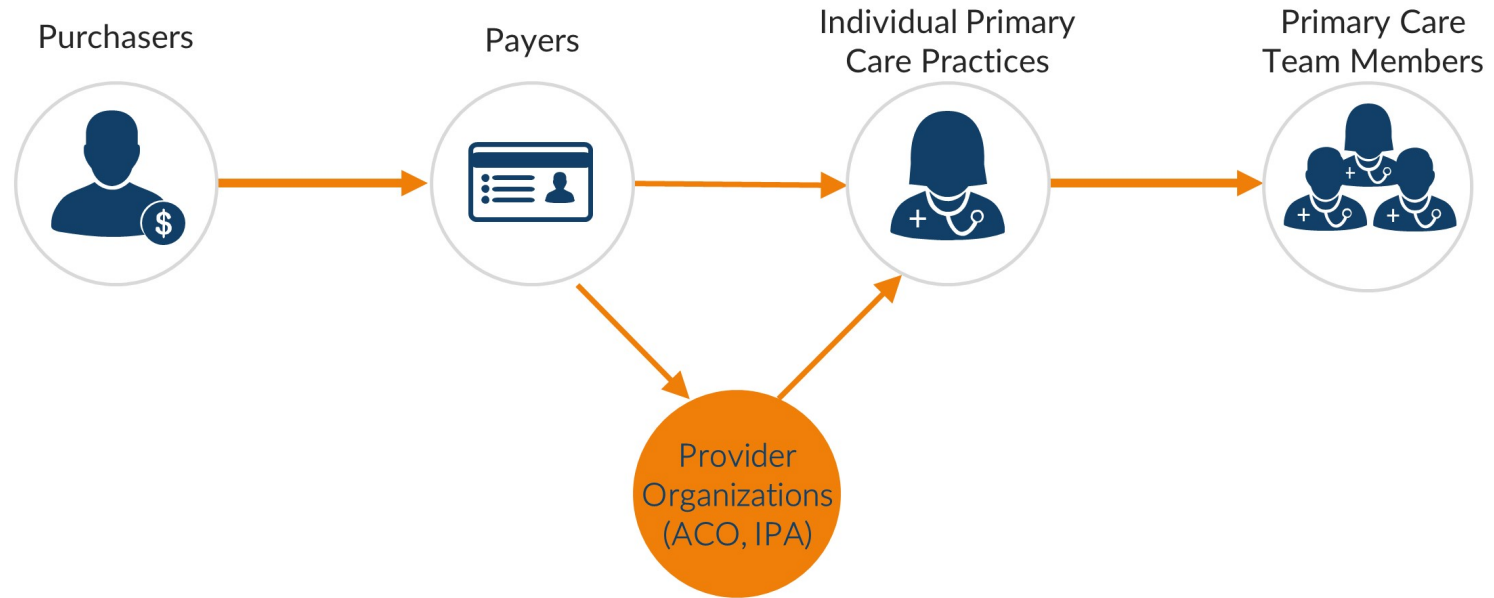 Purchasers
Payers
Individual Primary
Care Practices
Primary Care
Team Members
$
Provider
Organizations
(ACO, IPA)